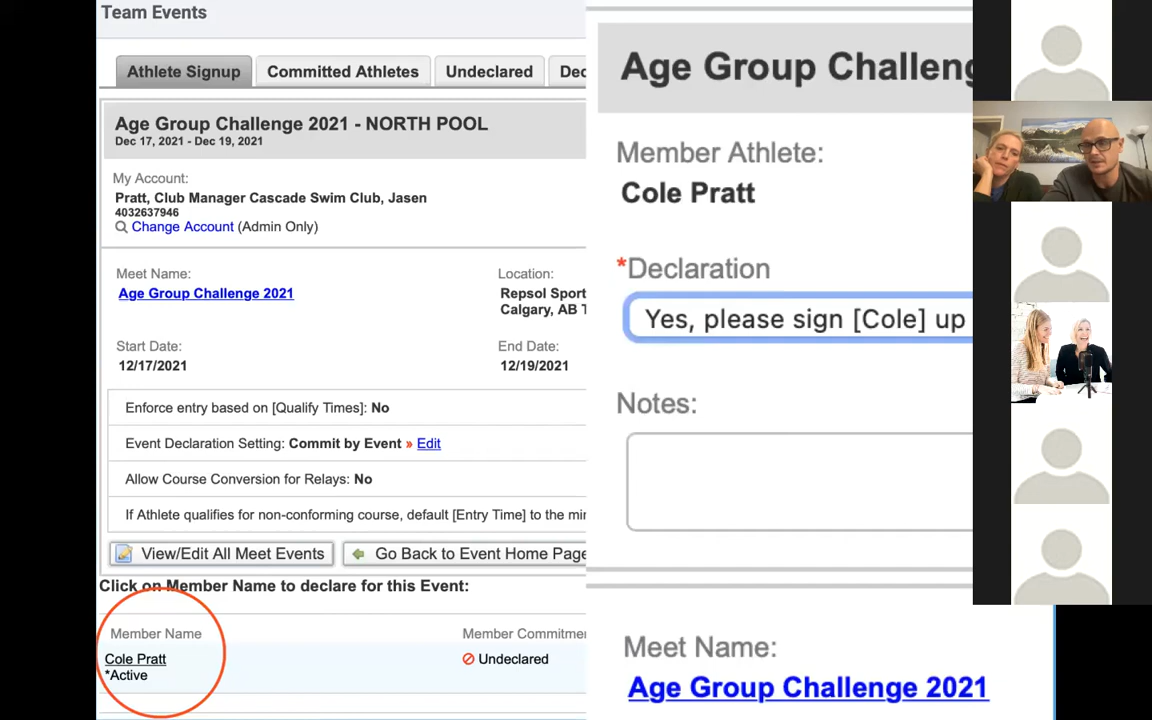 Team Events
Athlete Signup
Committed Athletes
Undeclared
Age Group Challenge 2021 - NORTH POOL
Dec 17, 2021 - Dec 19, 2021
My Account:
Pratt, Club Manager Cascade Swim Club, Jasen
4032637946
Change Account (Admin Only)
Meet Name:
Age Group Challenge 2021
Location:
Repsol Sport
Calgary, AB T
Start Date:
12/17/2021
End Date:
12/19/2021
Enforce entry based on [Qualify Times]: No
Event Declaration Setting: Commit by Event » Edit
Allow Course Conversion for Relays: No
If Athlete qualifies for non-conforming course, default [Entry Time] to the
View/Edit All Meet Events
Go Back to Event Home Page
Click on Member Name to declare for this Event:
Member Name
Member Commitme
Cole Pratt
*Active
Undeclared
Age Group Challeng
Member Athlete:
Cole Pratt
*Declaration
Yes, please sign [Cole] up
Notes:
Meet Name:
Age Group Challenge 2021